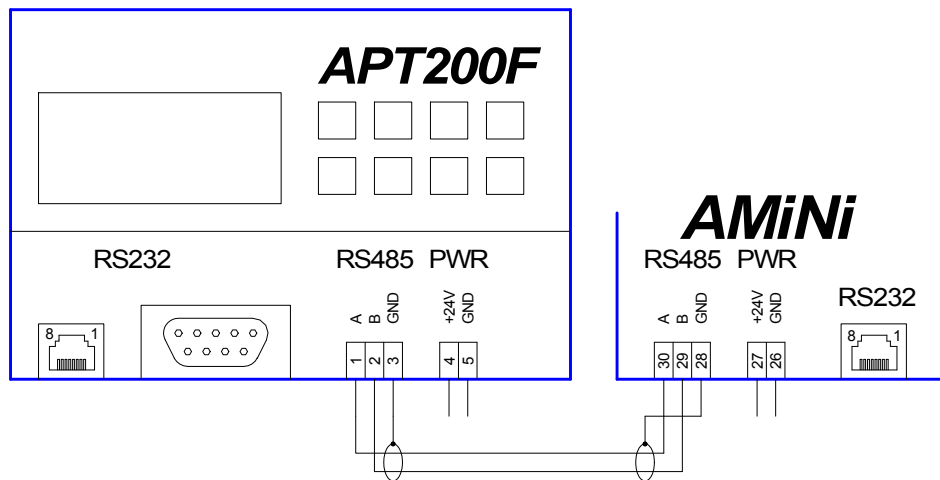 APT200F
RS232
RS485 PWR
A
B
GND
+24V
GND
8 1
1
2
3
4
5
AMiNi
RS485 PWR
RS232
A
B
GND
+24V
GND
8 1
30
29
28
27
26